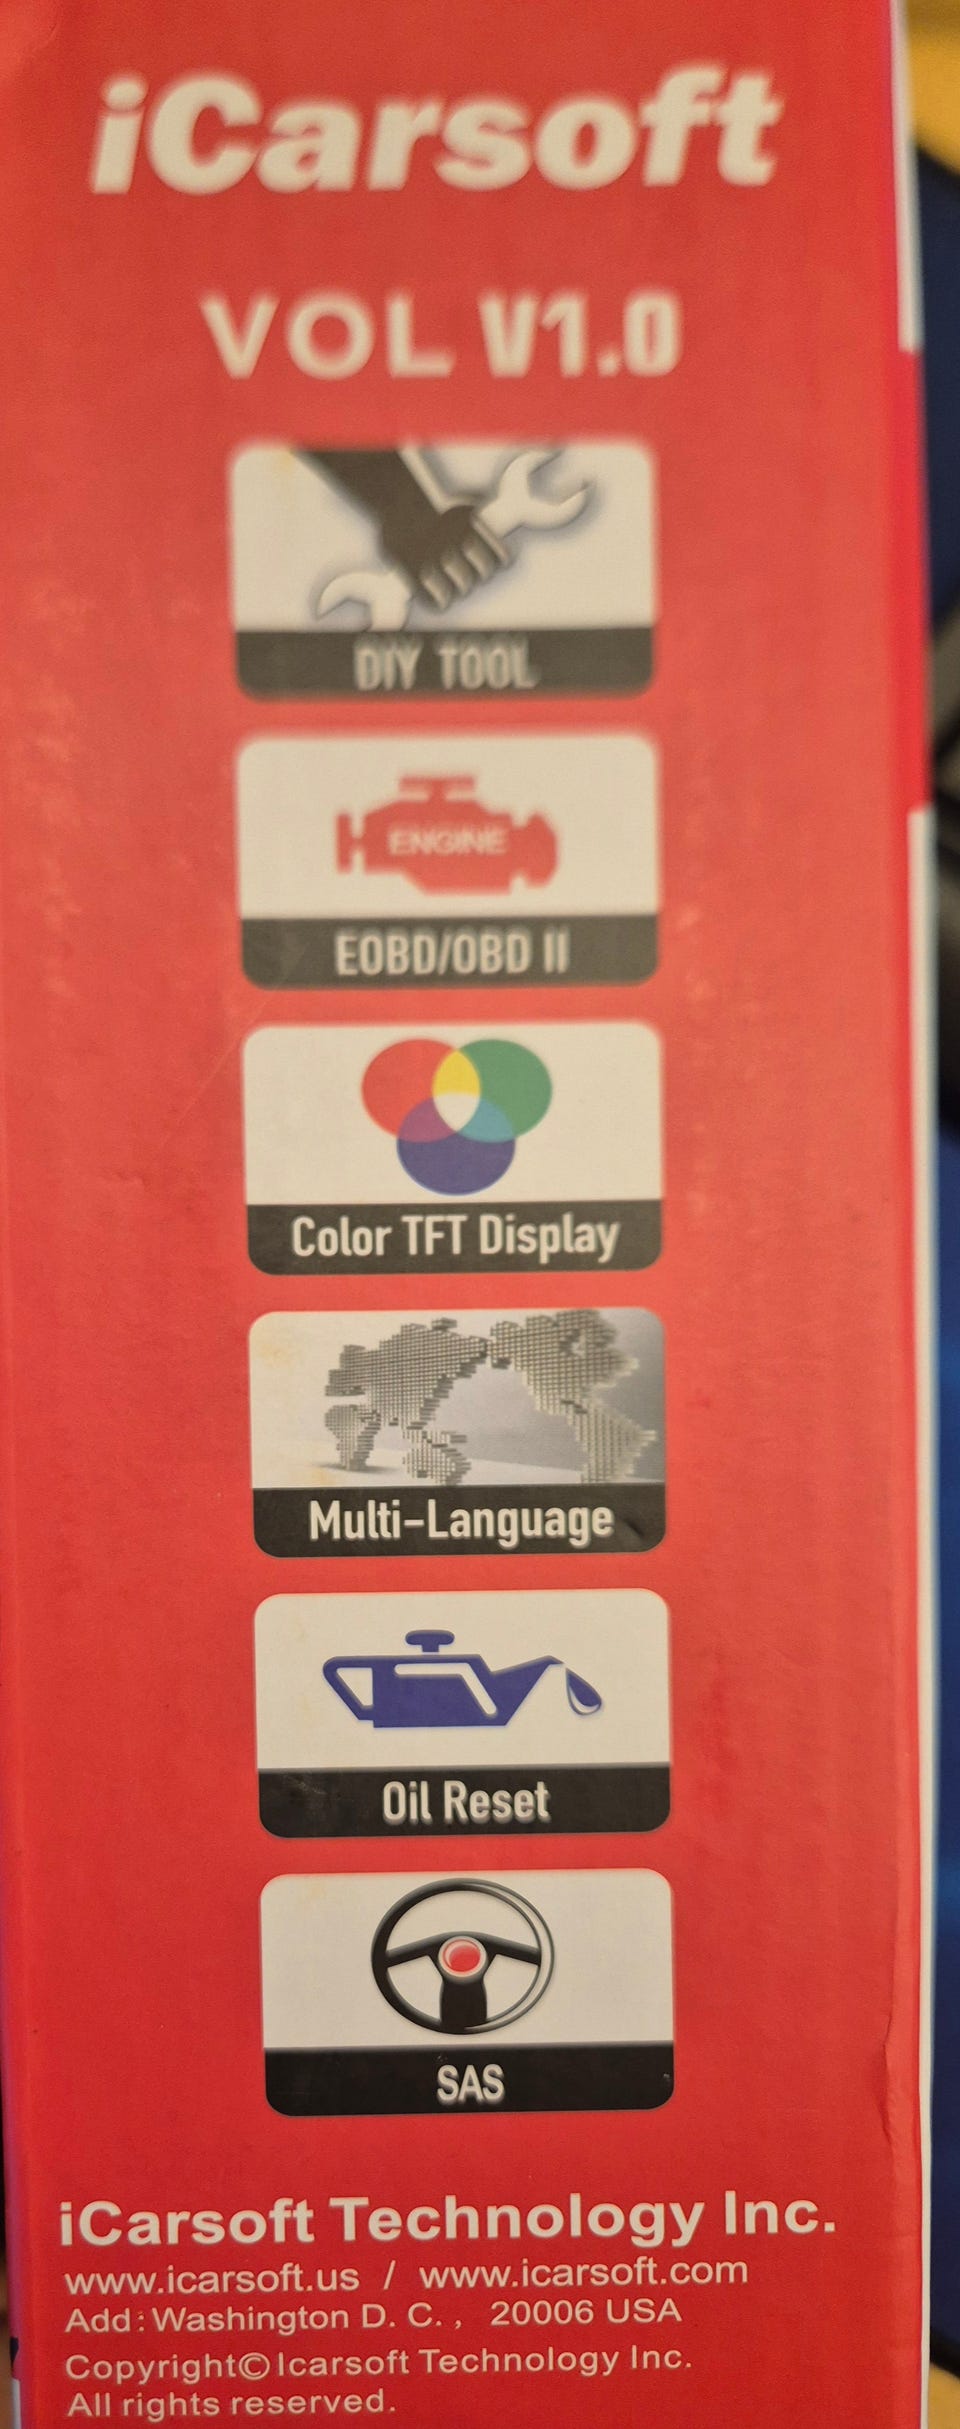 iCarsoft
VOL V1.0
DIY TOOL
ENGINE
EOBD/OBD II
Color TFT Display
Multi-Language
Oil Reset
SAS
iCarsoft Technology Inc.
www.icarsoft.us / www.icarsoft.com
Add: Washington D. C. , 20006 USA
Copyright© Icarsoft Technology Inc.
All rights reserved.